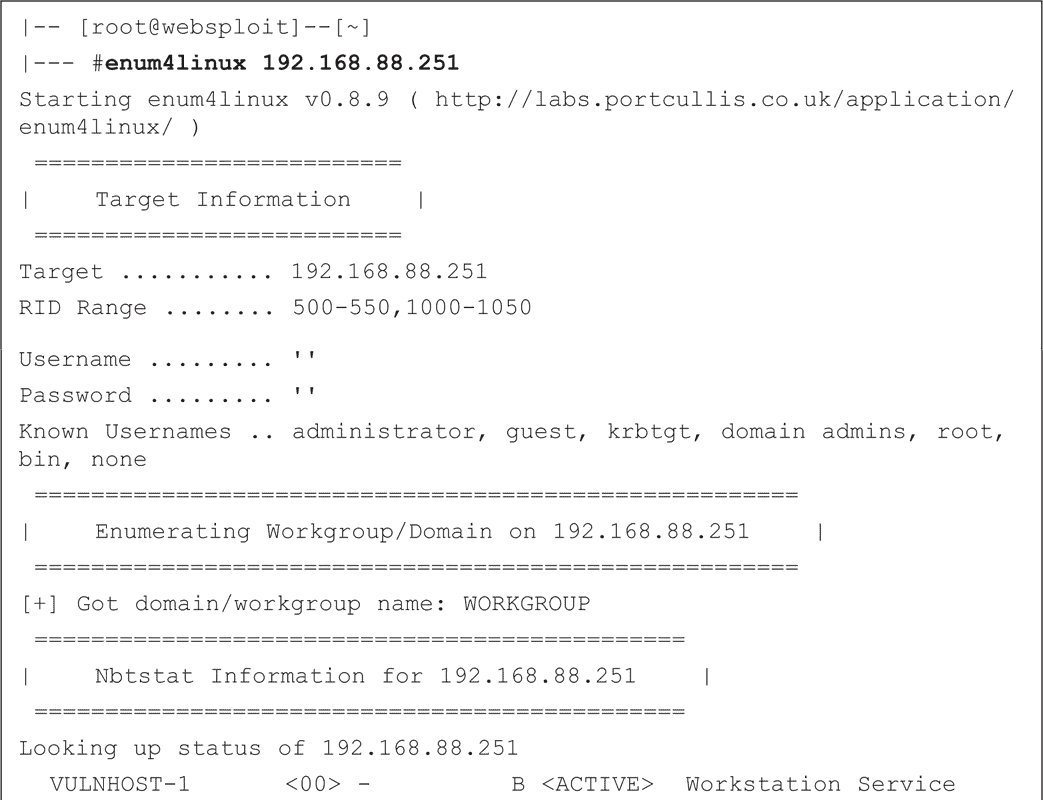 |-- [root@websploit]--[~]
|--- #enum4linux 192.168.88.251
Starting enum4linux v0.8.9 ( http://labs.portcullis.co.uk/application/
enum4linux/ )
==========================
| Target Information |
==========================
Target ........... 192.168.88.251
RID Range ........ 500-550,1000-1050
Username ......... ''
Password ......... ''
Known Usernames .. administrator, guest, krbtgt, domain admins, root,
bin, none
======================================================
| Enumerating Workgroup/Domain on 192.168.88.251 |
======================================================
[+] Got domain/workgroup name: WORKGROUP
==============================================
| Nbtstat Information for 192.168.88.251 |
==============================================
Looking up status of 192.168.88.251
VULNHOST-1 <00> - B <ACTIVE> Workstation Service